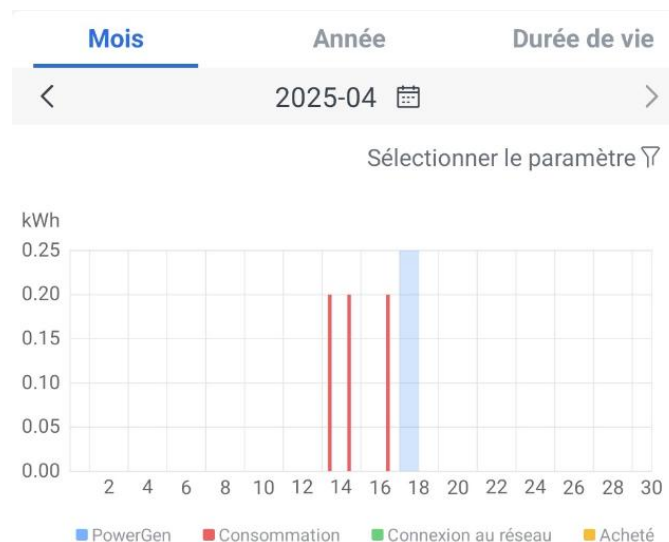 Mois Année Durée de vie
2025-04
Sélectionner le paramètre
kWh
0.25
0.20
0.15
0.10
0.05
0.00
2 4 6 8 10 12 14 16 18 20 22 24 26 28 30
PowerGen Consommation Connexion au réseau Acheté